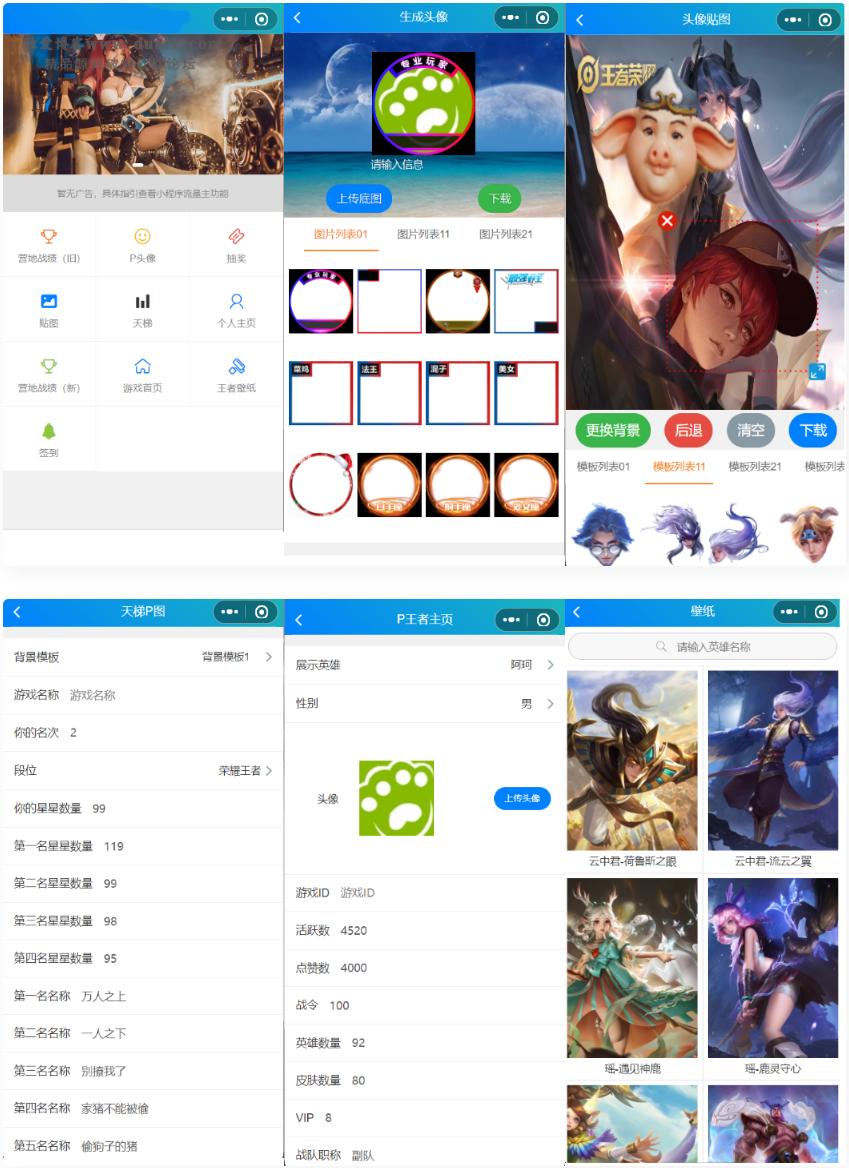 生成头像
头像贴图
王者荣耀
专业玩家
请输入信息
上传底图
下载
暂无广告，具体指引查看小程序流量主功能
图片列表01
图片列表11
图片列表21
营地战绩（旧）
P头像
抽奖
专业玩家
贴图
天梯
个人主页
菜鸡
法王
混子
美女
营地战绩（新）
游戏首页
王者壁纸
更换背景
后退
清空
下载
模板列表01
模板列表11
模板列表21
模板列表
签到
天梯P图
背景模板
背景模板1
游戏名称
游戏名称
你的名次
2
段位
荣耀王者
你的星星数量
99
第一名星星数量
119
第二名星星数量
99
第三名星星数量
98
第四名星星数量
95
第一名名称
万人之上
第二名名称
一人之下
第三名名称
别撩我了
第四名名称
家猪不能被偷
第五名名称
偷狗子的猪
P王者主页
展示英雄
阿珂
性别
男
头像
上传头像
游戏ID
游戏ID
活跃数
4520
点赞数
4000
战令
100
英雄数量
92
皮肤数量
80
VIP
8
战队职称
副队
壁纸
请输入英雄名称
云中君-荷鲁斯之眼
云中君-流云之翼
瑶-遇见神鹿
瑶-鹿灵守心